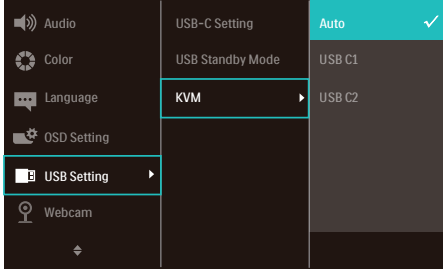 Audio
Color
Language
OSD Setting
USB Setting
Webcam
USB-C Setting
USB Standby Mode
KVM
Auto
USB C1
USB C2